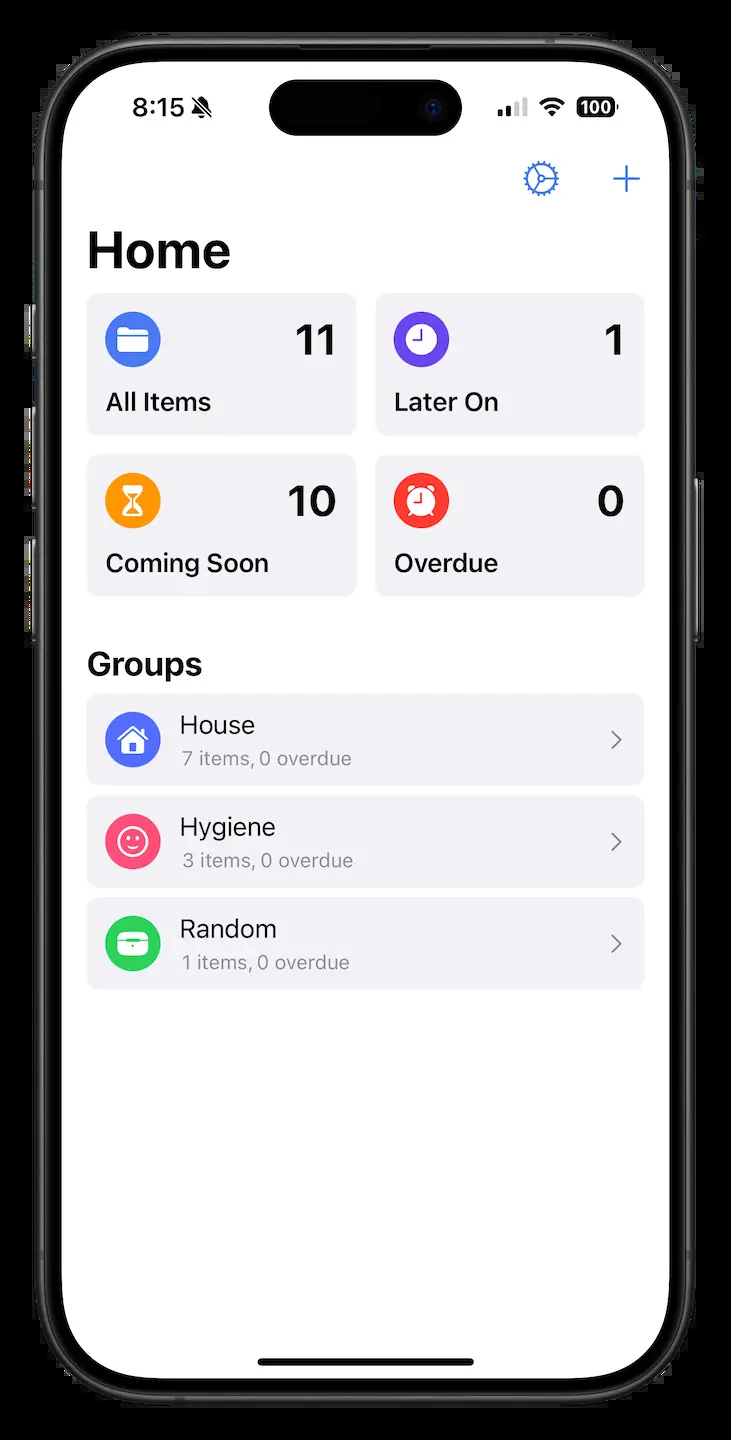 8:15
100
Home
11
1
All Items
Later On
10
0
Coming Soon
Overdue
Groups
House
7 items, 0 overdue
Hygiene
3 items, 0 overdue
Random
1 items, 0 overdue